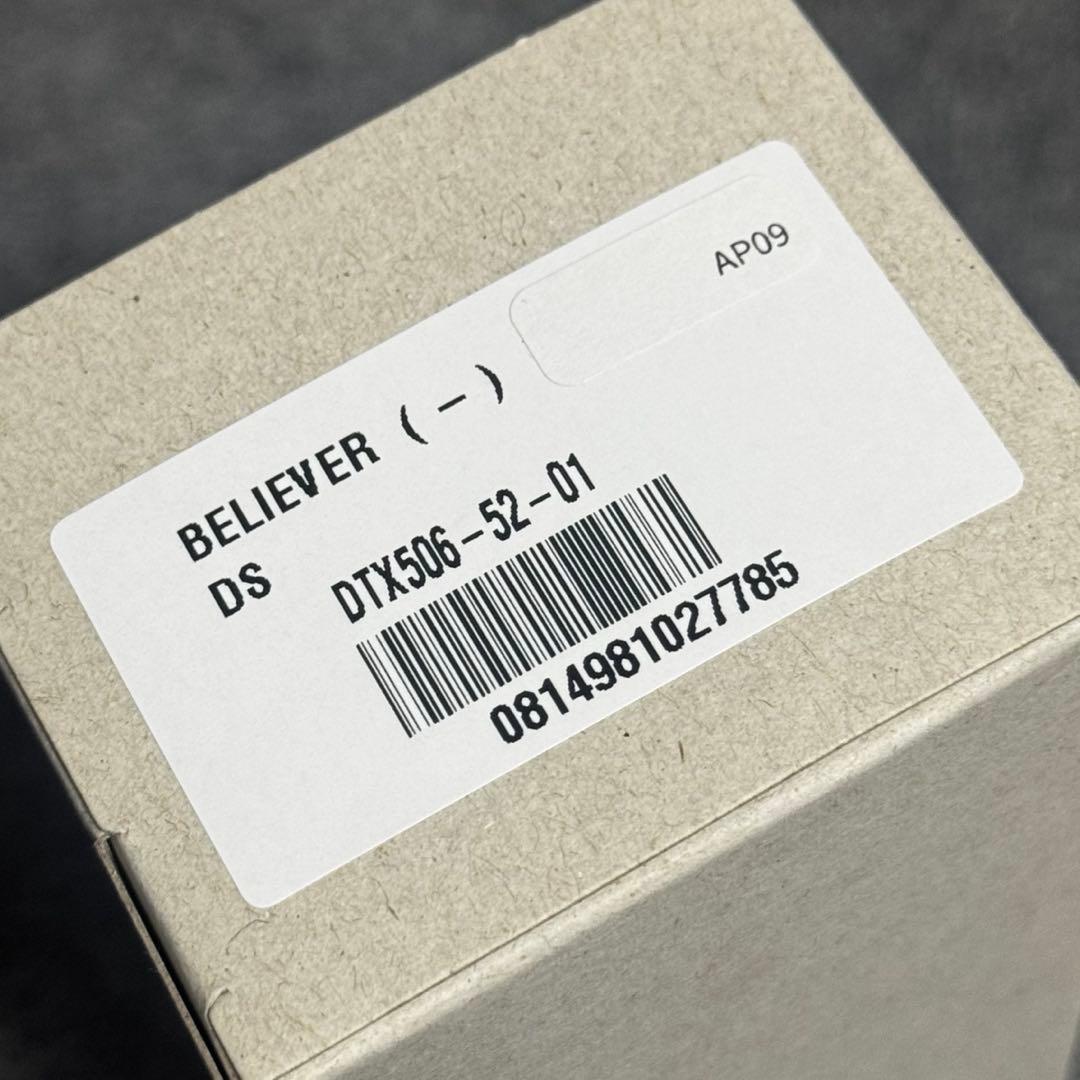 AP09
BELIEVER ( - )
DS DTX506-52-01
0814981027785